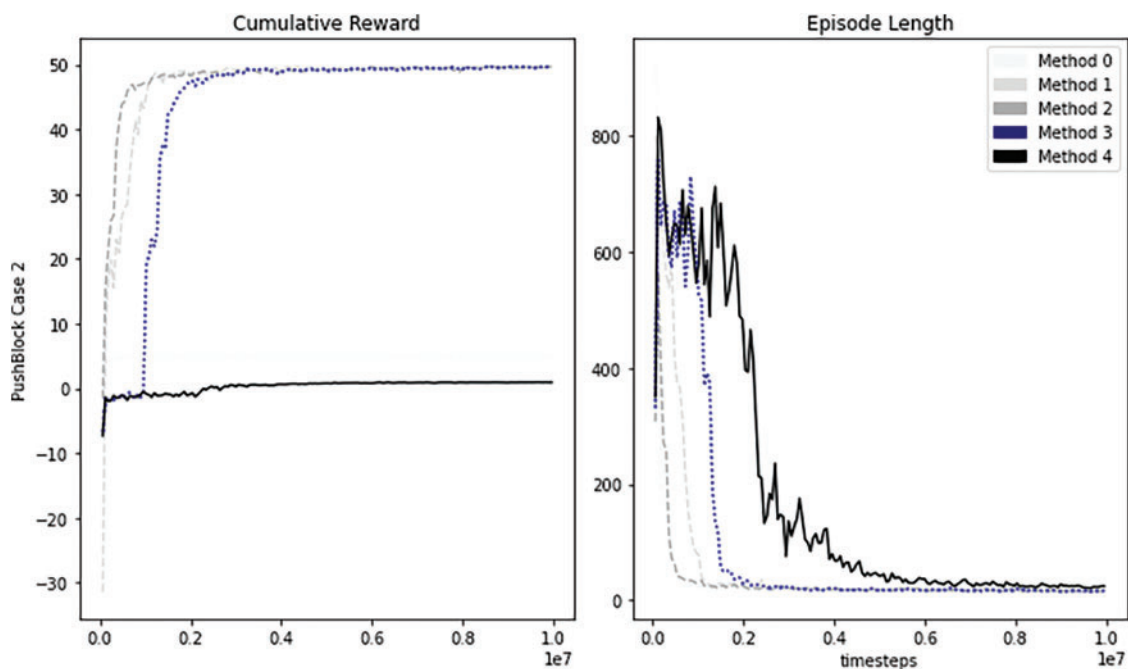 Cumulative Reward
Episode Length
PushBlock Case 2
50
40
30
20
10
0
−10
−20
−30
0.0 0.2 0.4 0.6 0.8 1.0
1e7
800
600
400
200
0
0.0 0.2 0.4 0.6 0.8 1.0
timesteps 1e7
Method 0
Method 1
Method 2
Method 3
Method 4